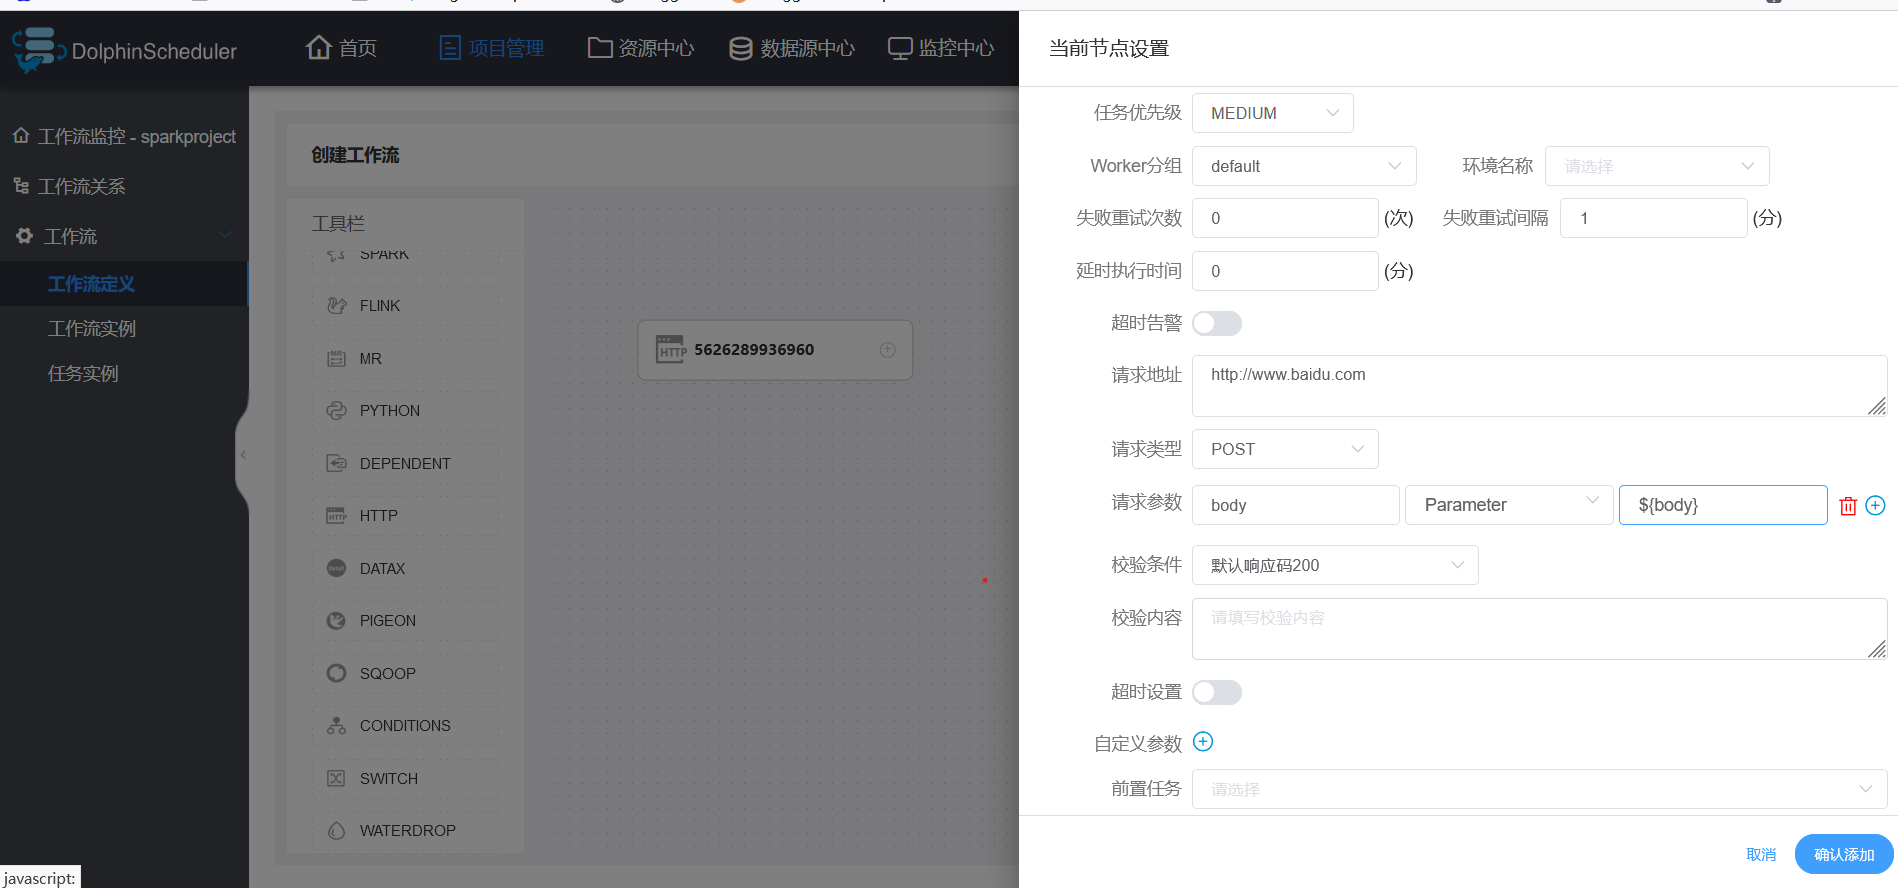 DolphinScheduler
首页
项目管理
资源中心
数据源中心
监控中心
工作流监控 - sparkproject
工作流关系
工作流
工作流定义
工作流实例
任务实例
创建工作流
工具栏
SPARK
FLINK
MR
PYTHON
DEPENDENT
HTTP
DATAX
PIGEON
SQOOP
CONDITIONS
SWITCH
WATERDROP
HTTP 5626289936960
当前节点设置
任务优先级 MEDIUM
Worker分组 default 环境名称 请选择
失败重试次数 0 (次) 失败重试间隔 1 (分)
延时执行时间 0 (分)
超时告警
请求地址 http://www.baidu.com
请求类型 POST
请求参数 body Parameter ${body}
校验条件 默认响应码200
校验内容 请填写校验内容
超时设置
自定义参数
前置任务 请选择
取消 确认添加
javascript: